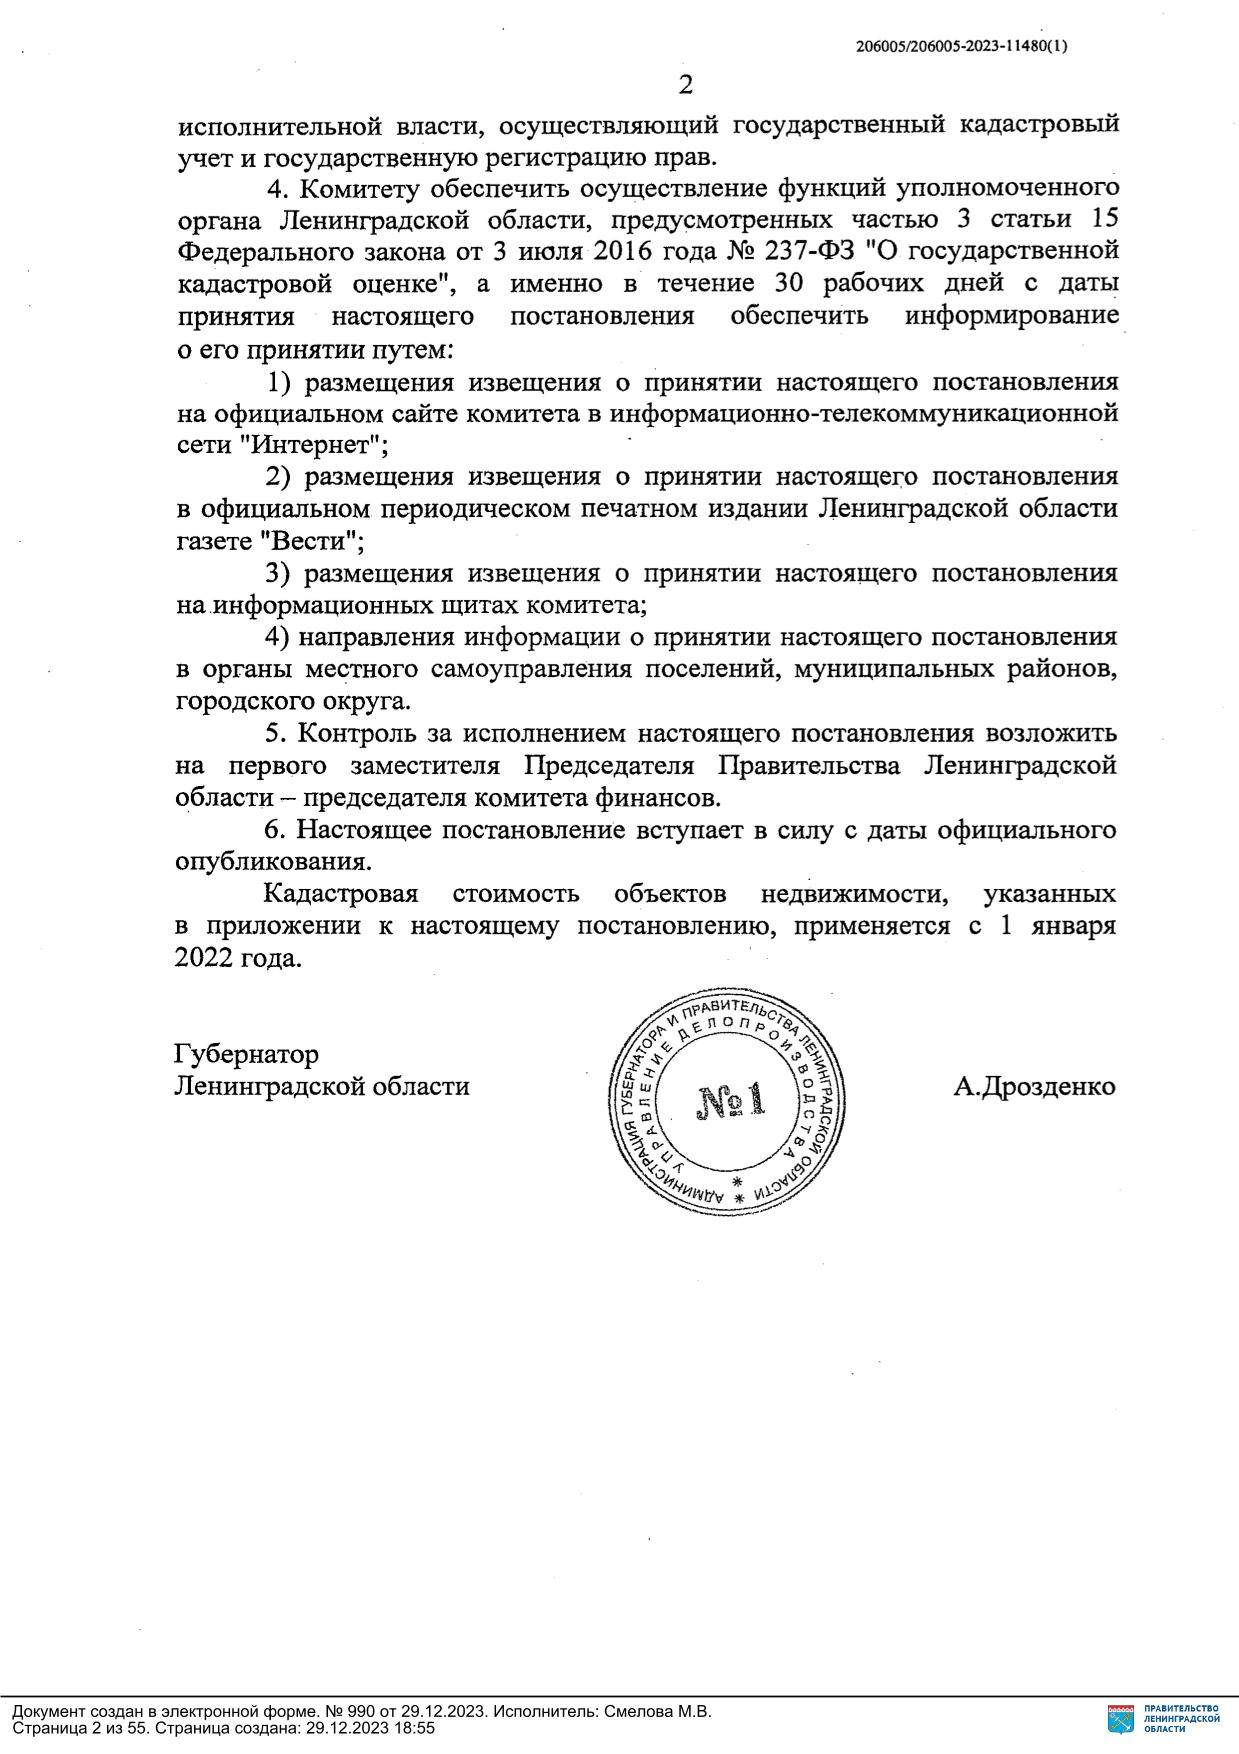 206005/206005-2023-11480(1)
2
исполнительной власти, осуществляющий государственный кадастровый
учет и государственную регистрацию прав.
4. Комитету обеспечить осуществление функций уполномоченного
органа Ленинградской области, предусмотренных частью 3 статьи 15
Федерального закона от 3 июля 2016 года № 237-ФЗ "О государственной
кадастровой оценке", а именно в течение 30 рабочих дней с даты
принятия настоящего постановления обеспечить информирование
о его принятии путем:
1) размещения извещения о принятии настоящего постановления
на официальном сайте комитета в информационно-телекоммуникационной
сети "Интернет";
2) размещения извещения о принятии настоящего постановления
в официальном периодическом печатном издании Ленинградской области
газете "Вести";
3) размещения извещения о принятии настоящего постановления
на информационных щитах комитета;
4) направления информации о принятии настоящего постановления
в органы местного самоуправления поселений, муниципальных районов,
городского округа.
5. Контроль за исполнением настоящего постановления возложить
на первого заместителя Председателя Правительства Ленинградской
области – председателя комитета финансов.
6. Настоящее постановление вступает в силу с даты официального
опубликования.
Кадастровая стоимость объектов недвижимости, указанных
в приложении к настоящему постановлению, применяется с 1 января
2022 года.
Губернатор
Ленинградской области
АДМИНИСТРАЦИЯ ГУБЕРНАТОРА И ПРАВИТЕЛЬСТВА ЛЕНИНГРАДСКОЙ ОБЛАСТИ *
УПРАВЛЕНИЕ ДЕЛОПРОИЗВОДСТВА *
№1
А.Дрозденко
Документ создан в электронной форме. № 990 от 29.12.2023. Исполнитель: Смелова М.В.
Страница 2 из 55. Страница создана: 29.12.2023 18:55
ПРАВИТЕЛЬСТВО
ЛЕНИНГРАДСКОЙ
ОБЛАСТИ